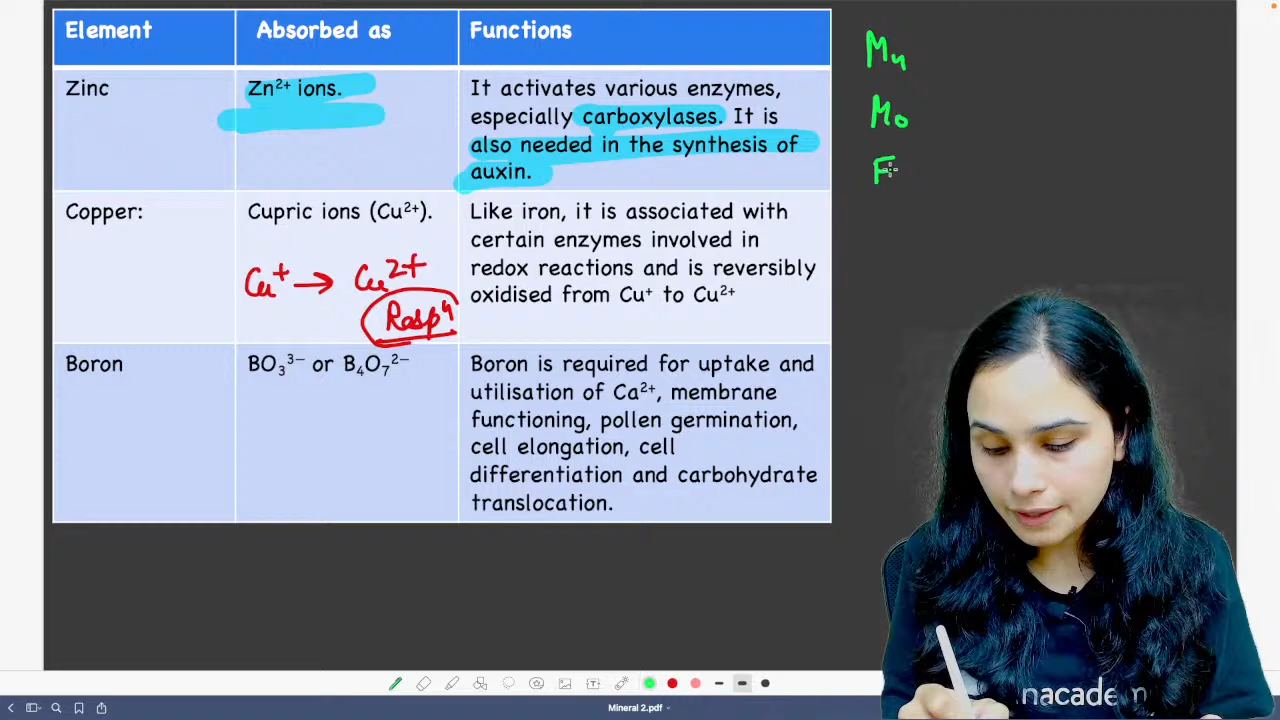 Element Absorbed as Functions
Zinc
Zn²⁺ ions.
It activates various enzymes,
especially carboxylases. It is
also needed in the synthesis of
auxin.
Copper:
Cupric ions (Cu²⁺).
Like iron, it is associated with
certain enzymes involved in
redox reactions and is reversibly
oxidised from Cu⁺ to Cu²⁺
Cu⁺ → Cu²⁺
Respⁿ
Boron
BO₃³⁻ or B₄O₇²⁻
Boron is required for uptake and
utilisation of Ca²⁺, membrane
functioning, pollen germination,
cell elongation, cell
differentiation and carbohydrate
translocation.
Mn
Mo
F
nacadem
Mineral 2.pdf